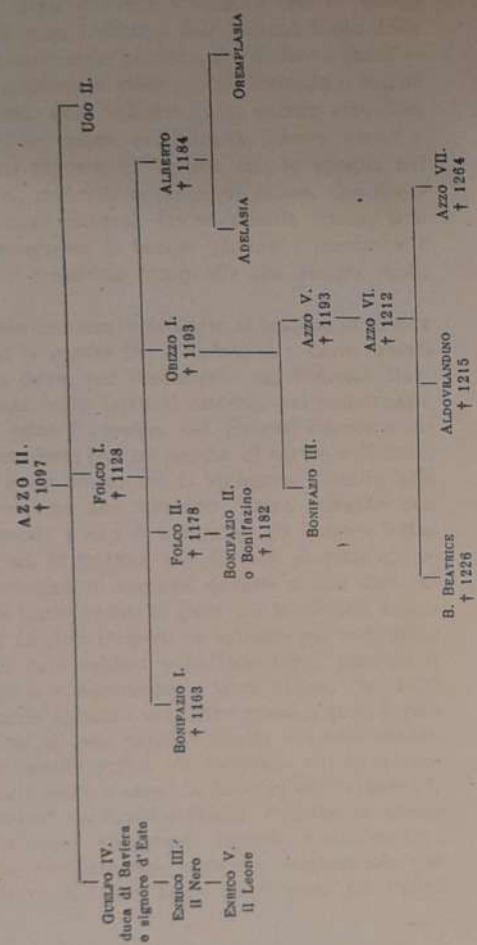 AZZO II.
† 1097
GUELFO IV.
duca di Baviera
e signore d'Este
FOLCO I.
† 1128
UGO II.
ENRICO III.
il Nero
ENRICO V.
il Leone
BONIFAZIO I.
† 1163
FOLCO II.
† 1178
OBIZZO I.
† 1193
ALBERTO
† 1184
BONIFAZIO II.
o Bonifazino
† 1182
ADELASIA
OREMPLASIA
BONIFAZIO III.
AZZO V.
† 1193
AZZO VI.
† 1212
B. BEATRICE
† 1226
ALDOVRANDINO
† 1215
AZZO VII.
† 1264